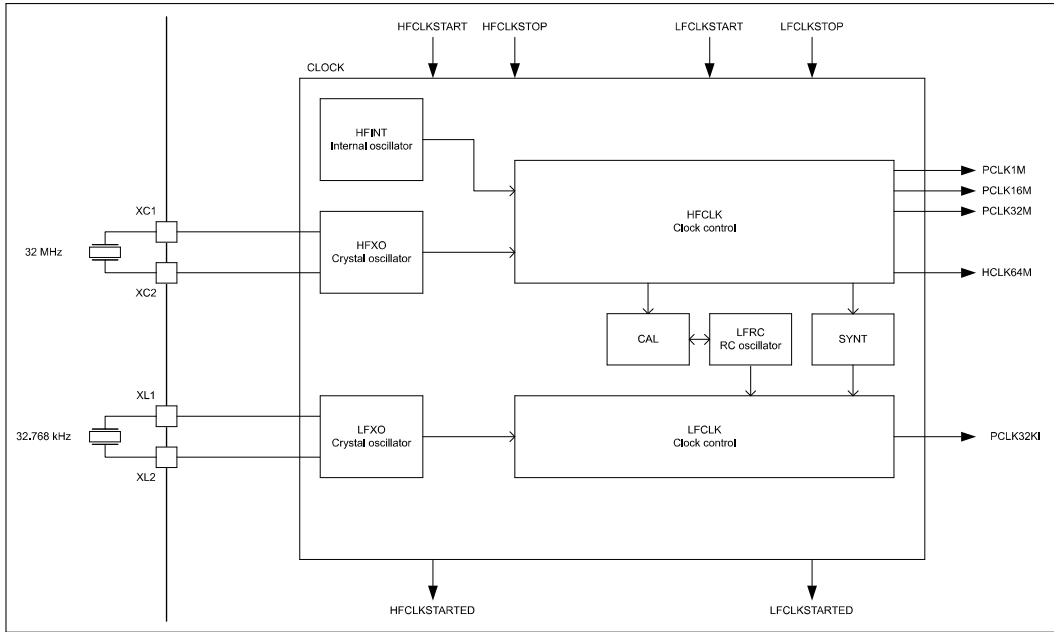 HFCLKSTART
HFCLKSTOP
LFCLKSTART
LFCLKSTOP
CLOCK
HFINT
Internal oscillator
PCLK1M
PCLK16M
PCLK32M
HCLK64M
XC1
32 MHz
XC2
HFXO
Crystal oscillator
HFCLK
Clock control
CAL
LFRC
RC oscillator
SYNT
XL1
32.768 kHz
XL2
LFXO
Crystal oscillator
LFCLK
Clock control
PCLK32KI
HFCLKSTARTED
LFCLKSTARTED